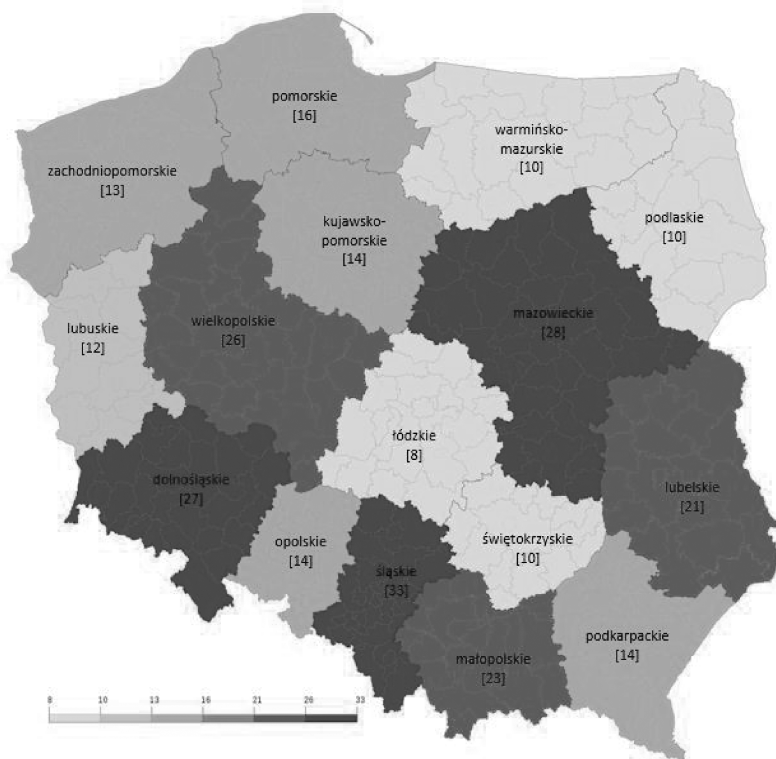 pomorskie
[16]
warmińsko-
mazurskie
[10]
zachodniopomorskie
[13]
kujawsko-
pomorskie
[14]
podlaskie
[10]
lubuskie
[12]
wielkopolskie
[26]
mazowieckie
[28]
łódzkie
[8]
dolnośląskie
[27]
lubelskie
[21]
opolskie
[14]
śląskie
[33]
świętokrzyskie
[10]
podkarpackie
[14]
małopolskie
[23]
8 10 13 16 21 26 33